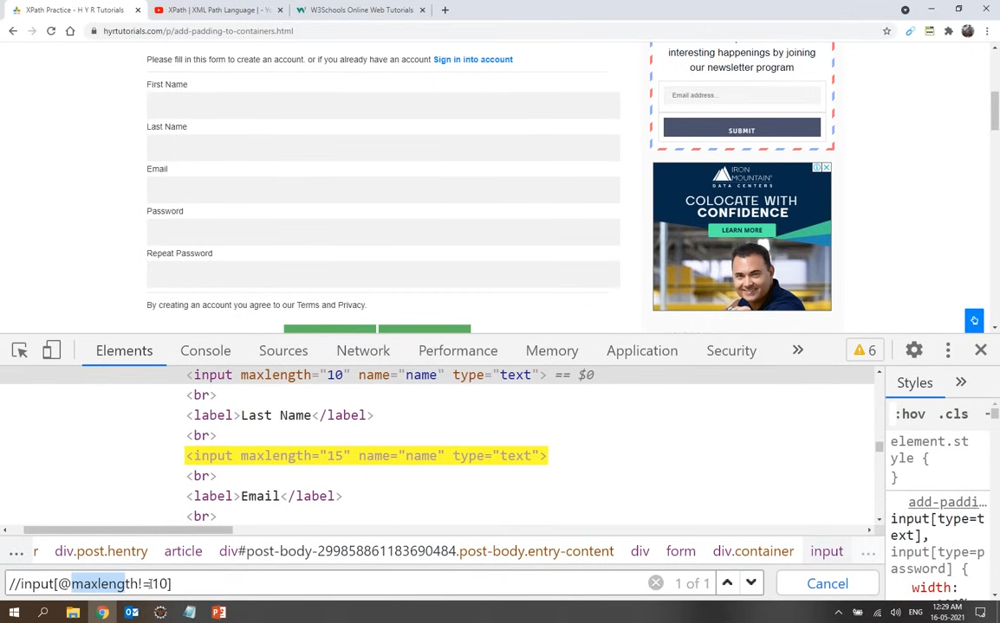 XPath Practice - H Y R Tutorials
XPath | XML Path Language | - Yo
W3Schools Online Web Tutorials
hyrtutorials.com/p/add-padding-to-containers.html
Please fill in this form to create an account. or if you already have an account Sign in into account
First Name
Last Name
Email
Password
Repeat Password
By creating an account you agree to our Terms and Privacy.
interesting happenings by joining
our newsletter program
Email address...
SUBMIT
IRON
MOUNTAIN
DATA CENTERS
COLOCATE WITH
CONFIDENCE
LEARN MORE
Elements Console Sources Network Performance Memory Application Security » 6
<input maxlength="10" name="name" type="text"> == $0
<br>
<label>Last Name</label>
<br>
<input maxlength="15" name="name" type="text">
<br>
<label>Email</label>
<br>
Styles »
:hov .cls
element.st
yle {
}
add-paddi…
input[type=t
ext],
input[type=p
assword] {
width:
... r div.post.hentry article div#post-body-299858861183690484.post-body.entry-content div form div.container input ...
//input[@maxlength!=10]
1 of 1
Cancel
ENG
12:29 AM
16-05-2021